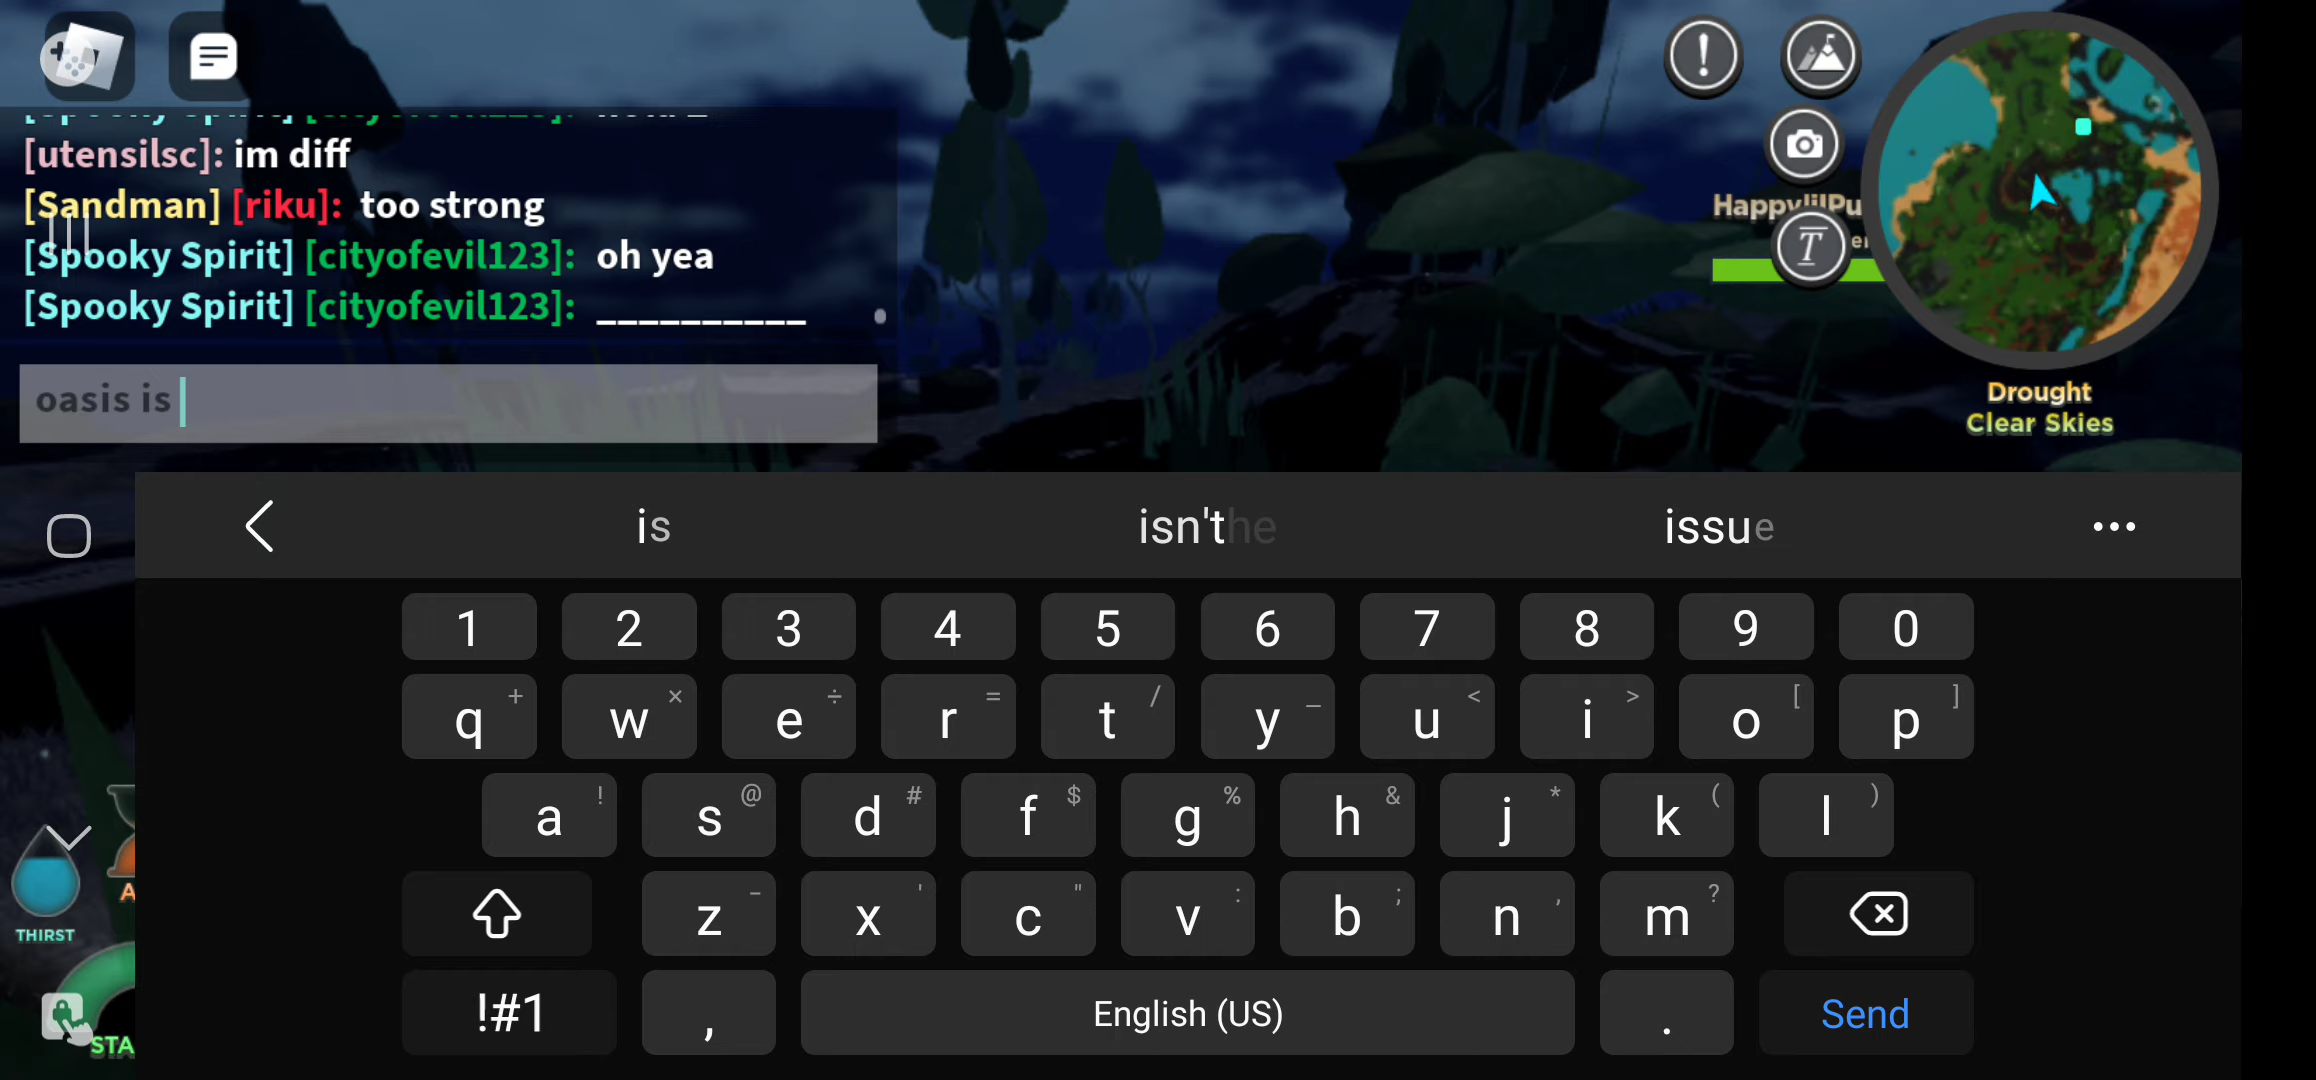 [utensilsc]: im diff
[Sandman] [riku]: too strong
[Spooky Spirit] [cityofevil123]: oh yea
[Spooky Spirit] [cityofevil123]: __________
oasis is
HappylilPu
Drought
Clear Skies
is isn't issue
1 2 3 4 5 6 7 8 9 0
q + w × e ÷ r = t / y _ u < i > o [ p ]
a ! s @ d # f $ g % h & j * k ( l )
z - x ' c " v : b ; n , m ?
!#1 , English (US) . Send
THIRST
A
STA